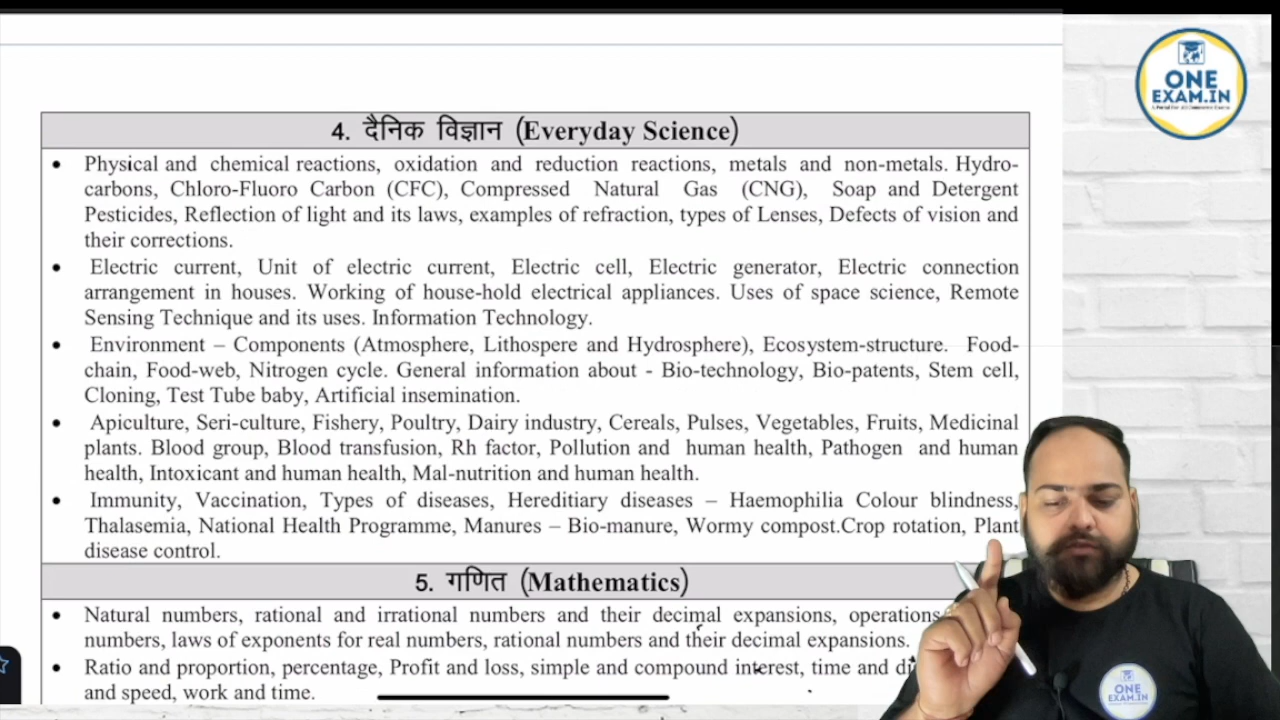 ONE
EXAM.IN
4. दैनिक विज्ञान (Everyday Science)
• Physical and chemical reactions, oxidation and reduction reactions, metals and non-metals. Hydro-
carbons, Chloro-Fluoro Carbon (CFC), Compressed Natural Gas (CNG), Soap and Detergent
Pesticides, Reflection of light and its laws, examples of refraction, types of Lenses, Defects of vision and
their corrections.
• Electric current, Unit of electric current, Electric cell, Electric generator, Electric connection
arrangement in houses. Working of house-hold electrical appliances. Uses of space science, Remote
Sensing Technique and its uses. Information Technology.
• Environment – Components (Atmosphere, Lithospere and Hydrosphere), Ecosystem-structure. Food-
chain, Food-web, Nitrogen cycle. General information about - Bio-technology, Bio-patents, Stem cell,
Cloning, Test Tube baby, Artificial insemination.
• Apiculture, Seri-culture, Fishery, Poultry, Dairy industry, Cereals, Pulses, Vegetables, Fruits, Medicinal
plants. Blood group, Blood transfusion, Rh factor, Pollution and human health, Pathogen and human
health, Intoxicant and human health, Mal-nutrition and human health.
• Immunity, Vaccination, Type of diseases, Hereditiary diseases – Haemophilia Colour blindness,
Thalasemia, National Health Programme, Manures – Bio-manure, Wormy compost.Crop rotation, Plant
disease control.
5. गणित (Mathematics)
• Natural numbers, rational and irrational numbers and their decimal expansions, operations
numbers, laws of exponents for real numbers, rational numbers and their decimal expansions.
• Ratio and proportion, percentage, Profit and loss, simple and compound interest, time and di
and speed, work and time.
ONE
EXAM.IN